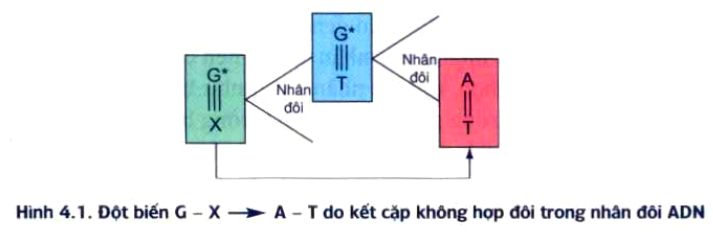 G*
X
Nhân
đôi
G*
T
Nhân
đôi
A
T
Hình 4.1. Đột biến G – X → A – T do kết cặp không hợp đôi trong nhân đôi ADN